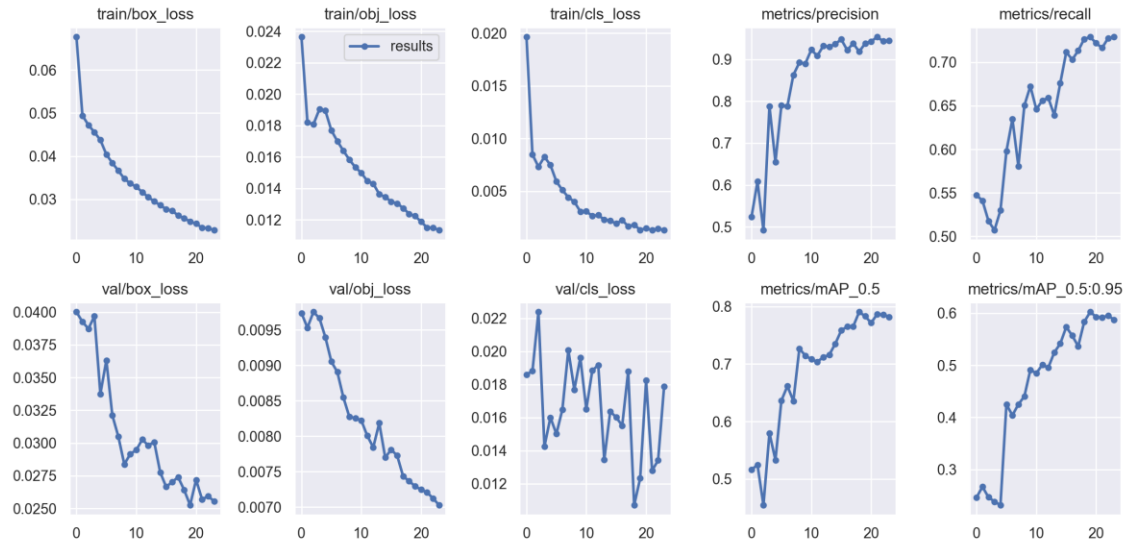 train/box_loss
train/obj_loss
train/cls_loss
metrics/precision
metrics/recall
0.06
0.05
0.04
0.03
0 10 20
0.024
0.022
0.020
0.018
0.016
0.014
0.012
results
0 10 20
0.020
0.015
0.010
0.005
0 10 20
0.9
0.8
0.7
0.6
0.5
0 10 20
0.70
0.65
0.60
0.55
0.50
0 10 20
val/box_loss
val/obj_loss
val/cls_loss
metrics/mAP_0.5
metrics/mAP_0.5:0.95
0.0400
0.0375
0.0350
0.0325
0.0300
0.0275
0.0250
0 10 20
0.0095
0.0090
0.0085
0.0080
0.0075
0.0070
0 10 20
0.022
0.020
0.018
0.016
0.014
0.012
0 10 20
0.8
0.7
0.6
0.5
0 10 20
0.6
0.5
0.4
0.3
0 10 20